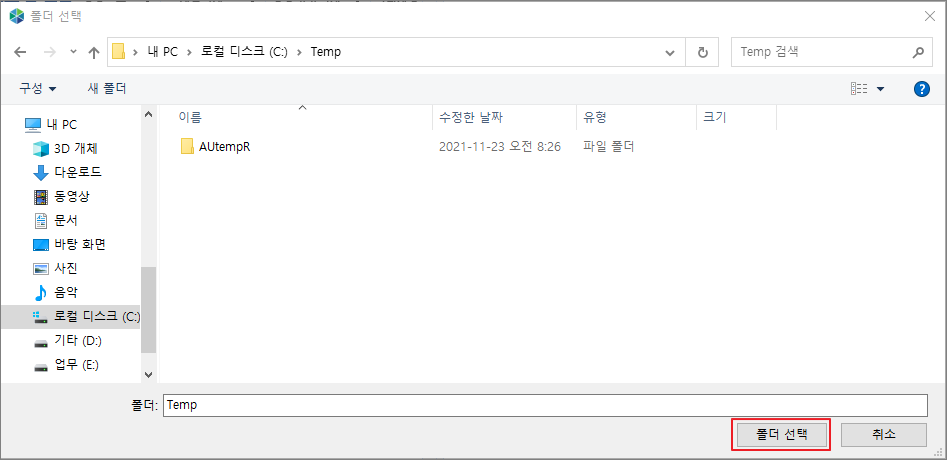 폴더 선택
내 PC > 로컬 디스크 (C:) > Temp
Temp 검색
구성
새 폴더
이름 수정한 날짜 유형 크기
AUtempR 2021-11-23 오전 8:26 파일 폴더
내 PC
3D 개체
다운로드
동영상
문서
바탕 화면
사진
음악
로컬 디스크 (C:)
기타 (D:)
업무 (E:)
폴더: Temp
폴더 선택
취소